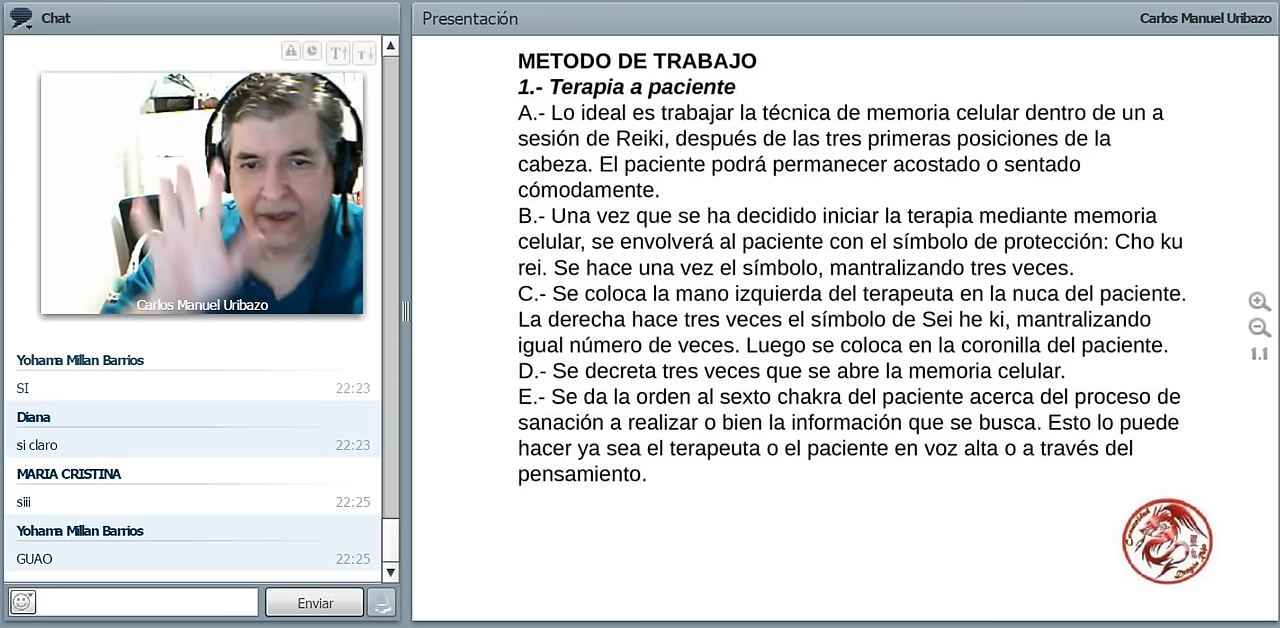 Chat
Carlos Manuel Uribazo
Yohama Millan Barrios
SI 22:23
Diana
si claro 22:23
MARIA CRISTINA
siii 22:25
Yohama Millan Barrios
GUAO 22:25
Enviar
Presentación
Carlos Manuel Uribazo
METODO DE TRABAJO
1.- Terapia a paciente
A.- Lo ideal es trabajar la técnica de memoria celular dentro de un a
sesión de Reiki, después de las tres primeras posiciones de la
cabeza. El paciente podrá permanecer acostado o sentado
cómodamente.
B.- Una vez que se ha decidido iniciar la terapia mediante memoria
celular, se envolverá al paciente con el símbolo de protección: Cho ku
rei. Se hace una vez el símbolo, mantralizando tres veces.
C.- Se coloca la mano izquierda del terapeuta en la nuca del paciente.
La derecha hace tres veces el símbolo de Sei he ki, mantralizando
igual número de veces. Luego se coloca en la coronilla del paciente.
D.- Se decreta tres veces que se abre la memoria celular.
E.- Se da la orden al sexto chakra del paciente acerca del proceso de
sanación a realizar o bien la información que se busca. Esto lo puede
hacer ya sea el terapeuta o el paciente en voz alta o a través del
pensamiento.
1.1